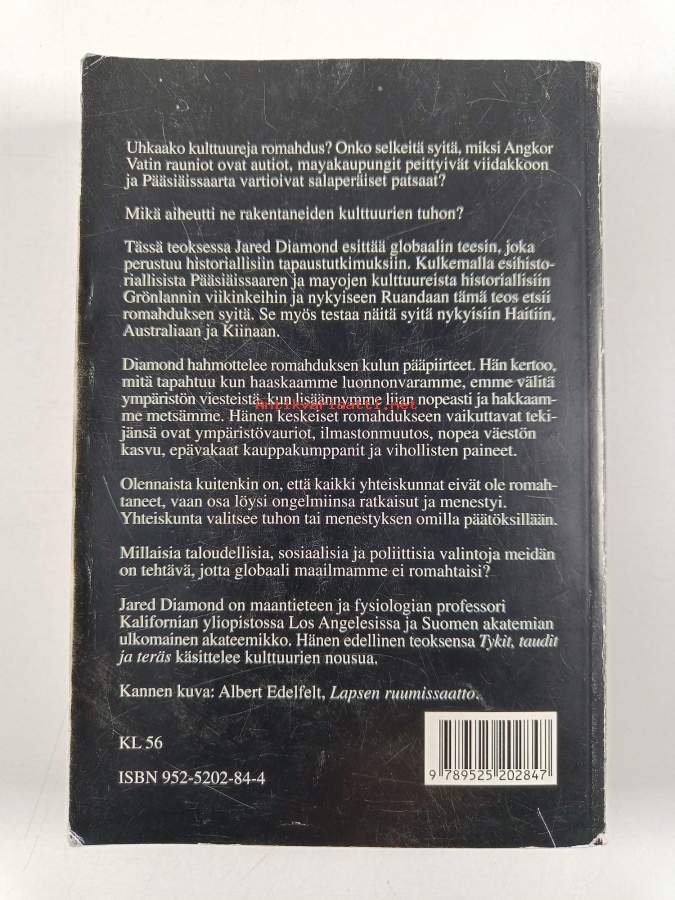 Uhkaako kulttuureja romahdus? Onko selkeitä syitä, miksi Angkor
Vatin rauniot ovat autiot, mayakaupungit peittyivät viidakkoon
ja Pääsiäissaarta vartioivat salaperäiset patsaat?
Mikä aiheutti ne rakentaneiden kulttuurien tuhon?
Tässä teoksessa Jared Diamond esittää globaalin teesin, joka
perustuu historiallisiin tapaustutkimuksiin. Kulkemalla esihisto-
riallisista Pääsiäissaaren ja mayojen kulttuureista historiallisiin
Grönlannin viikinkeihin ja nykyiseen Ruandaan tämä teos etsii
romahduksen syitä. Se myös testaa näitä syitä nykyisiin Haitiin,
Australiaan ja Kiinaan.
Diamond hahmottelee romahduksen kulun pääpiirteet. Hän kertoo,
mitä tapahtuu kun haaskaamme luonnonvaramme, emme välitä
ympäristön viesteistä, kun lisäännymme liian nopeasti ja hakkaam-
me metsämme. Hänen keskeiset romahdukseen vaikuttavat teki-
jänsä ovat ympäristövauriot, ilmastonmuutos, nopea väestön
kasvu, epävakaat kauppakumppanit ja vihollisten paineet.
Antikvariaatti.net
Olennaista kuitenkin on, että kaikki yhteiskunnat eivät ole romah-
taneet, vaan osa löysi ongelmiinsa ratkaisut ja menestyi.
Yhteiskunta valitsee tuhon tai menestyksen omilla päätöksillään.
Millaisia taloudellisia, sosiaalisia ja poliittisia valintoja meidän
on tehtävä, jotta globaali maailmamme ei romahtaisi?
Jared Diamond on maantieteen ja fysiologian professori
Kalifornian yliopistossa Los Angelesissa ja Suomen akatemian
ulkomainen akateemikko. Hänen edellinen teoksensa Tykit, taudit
ja teräs käsittelee kulttuurien nousua.
Kannen kuva: Albert Edelfelt, Lapsen ruumissaatto.
KL 56
ISBN 952-5202-84-4
9 789525 202847